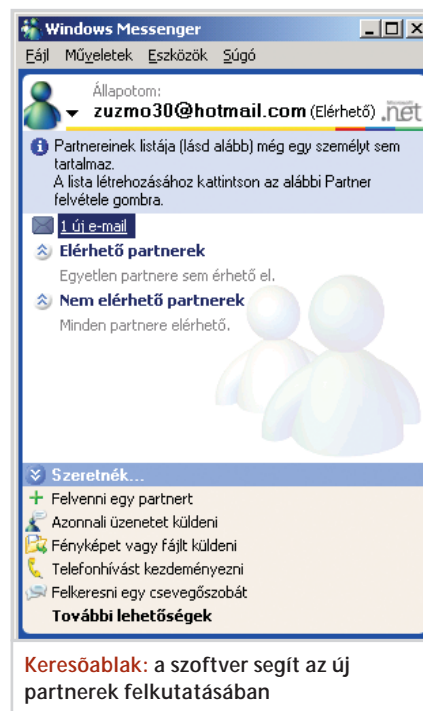 Windows Messenger
Fájl Műveletek Eszközök Súgó
Állapotom:
zuzmo30@hotmail.com (Elérhető)
Microsoft
.net
Partnereinek listája (lásd alább) még egy személyt sem
tartalmaz.
A lista létrehozásához kattintson az alábbi Partner
felvétele gombra.
1 új e-mail
Elérhető partnerek
Egyetlen partnere sem érhető el.
Nem elérhető partnerek
Minden partnere elérhető.
Szeretnék...
Felvenni egy partnert
Azonnali üzenetet küldeni
Fényképet vagy fájlt küldeni
Telefonhívást kezdeményezni
Felkeresni egy csevegőszobát
További lehetőségek
Keresõablak: a szoftver segít az új
partnerek felkutatásában